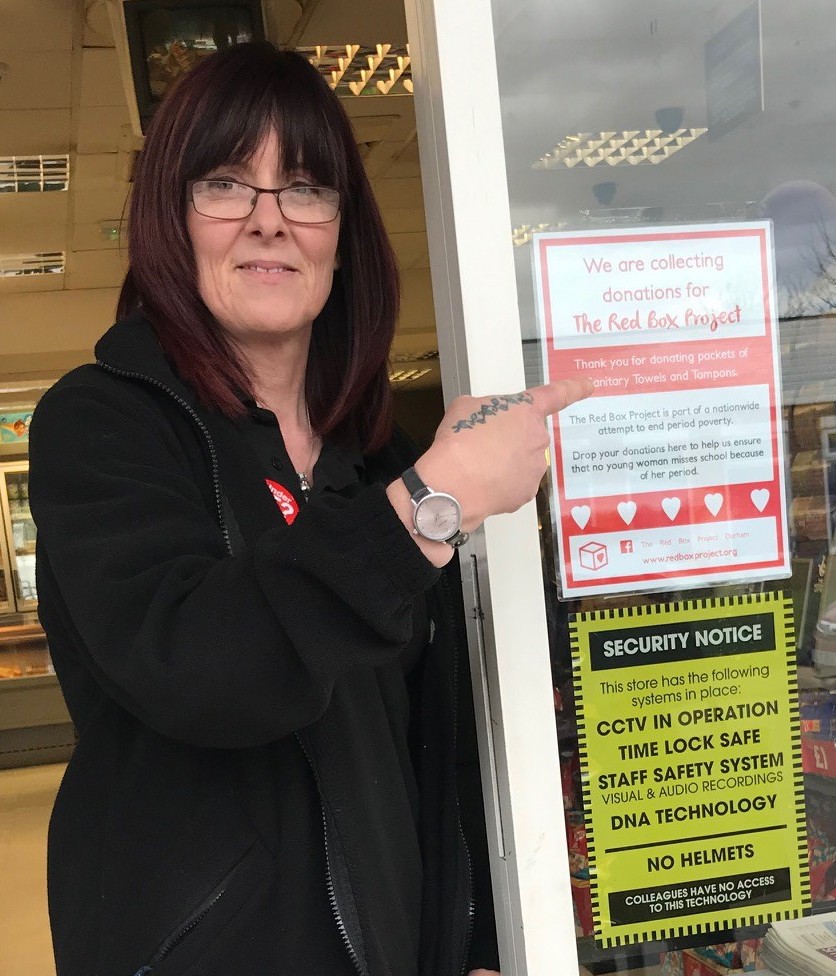 We are collecting
donations for
The Red Box Project
Thank you for donating packets of
Sanitary Towels and Tampons.
The Red Box Project is part of a nationwide
attempt to end period poverty.
Drop your donations here to help us ensure
that no young woman misses school because
of her period.
The Red Box Project Durham
www.redboxproject.org
SECURITY NOTICE
This store has the following
systems in place:
CCTV IN OPERATION
TIME LOCK SAFE
STAFF SAFETY SYSTEM
VISUAL & AUDIO RECORDINGS
DNA TECHNOLOGY
NO HELMETS
COLLEAGUES HAVE NO ACCESS
TO THIS TECHNOLOGY
£1